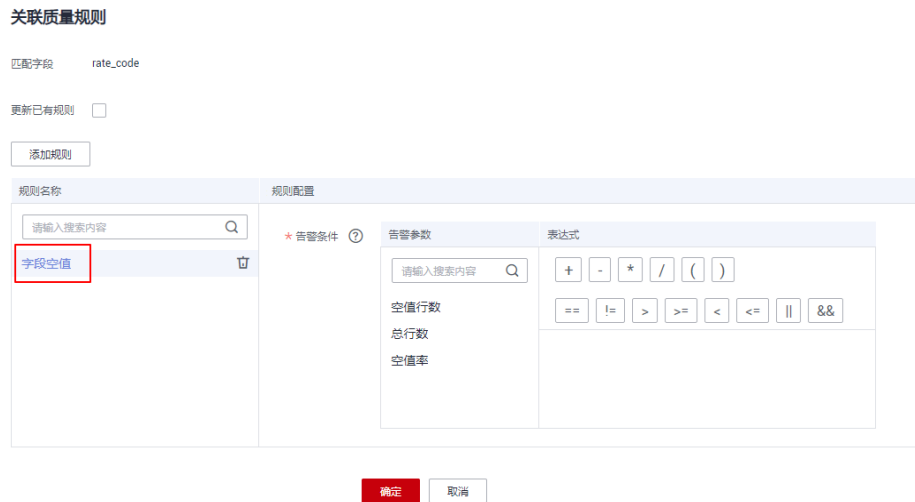 关联质量规则
匹配字段 rate_code
更新已有规则
添加规则
规则名称 规则配置
请输入搜索内容
字段空值
* 告警条件 ?
告警参数 表达式
请输入搜索内容
空值行数
总行数
空值率
+ - * / ( )
== != > >= < <= || &&
确定 取消